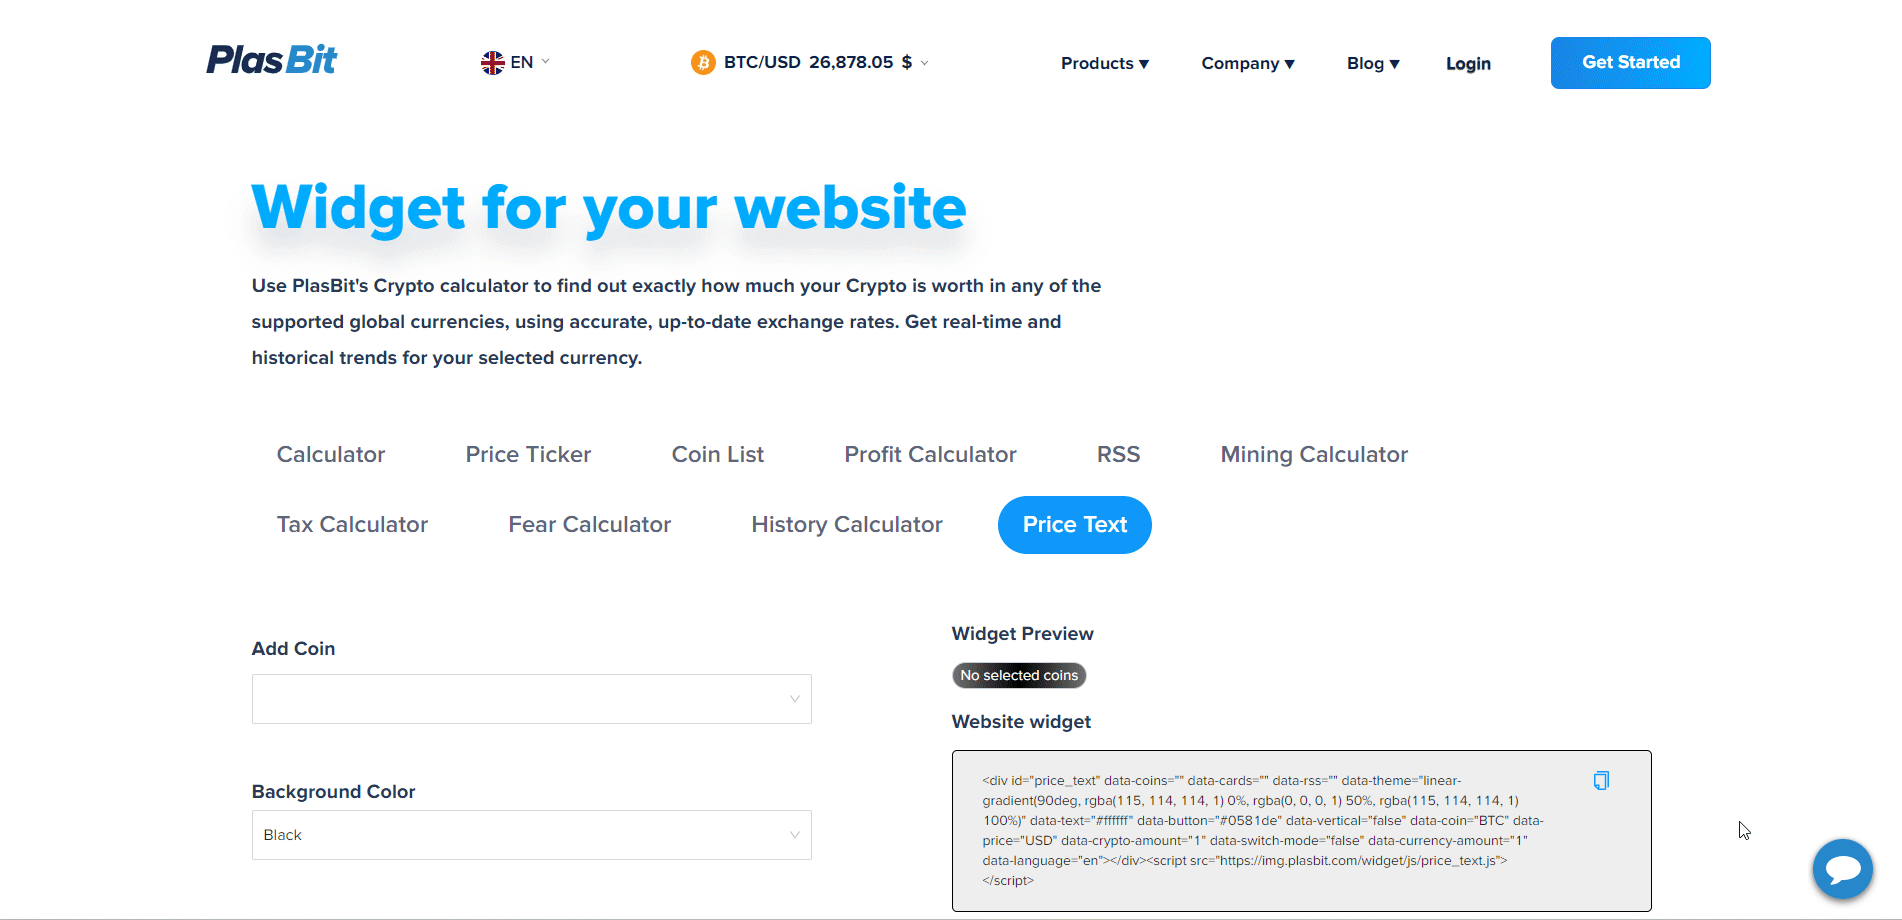 PlasBit
EN
BTC/USD 26,878.05 $
Products ▼
Company ▼
Blog ▼
Login
Get Started
Widget for your website
Use PlasBit's Crypto calculator to find out exactly how much your Crypto is worth in any of the
supported global currencies, using accurate, up-to-date exchange rates. Get real-time and
historical trends for your selected currency.
Calculator
Price Ticker
Coin List
Profit Calculator
RSS
Mining Calculator
Tax Calculator
Fear Calculator
History Calculator
Price Text
Add Coin
Background Color
Black
Widget Preview
No selected coins
Website widget
<div id="price_text" data-coins="" data-cards="" data-rss="" data-theme="linear-
gradient(90deg, rgba(115, 114, 114, 1) 0%, rgba(0, 0, 0, 1) 50%, rgba(115, 114, 114, 1)
100%)" data-text="#ffffff" data-button="#0581de" data-vertical="false" data-coin="BTC" data-
price="USD" data-crypto-amount="1" data-switch-mode="false" data-currency-amount="1"
data-language="en"></div><script src="https://img.plasbit.com/widget/js/price_text.js">
</script>